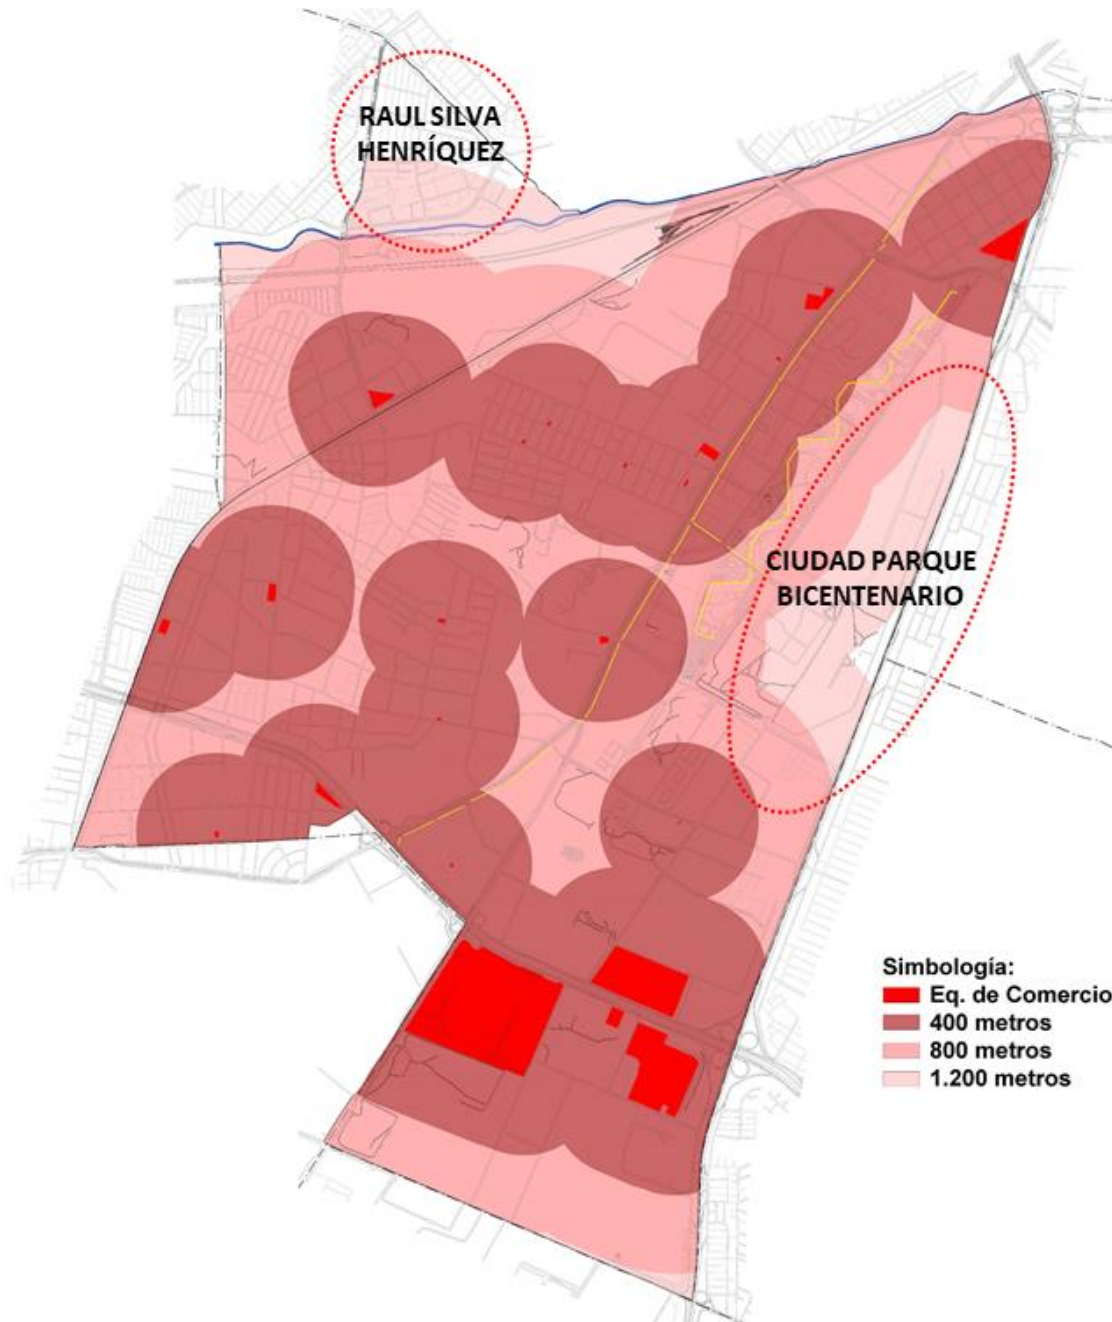 RAUL SILVA
HENRÍQUEZ
CIUDAD PARQUE
BICENTENARIO
Simbología:
Eq. de Comercio
400 metros
800 metros
1.200 metros